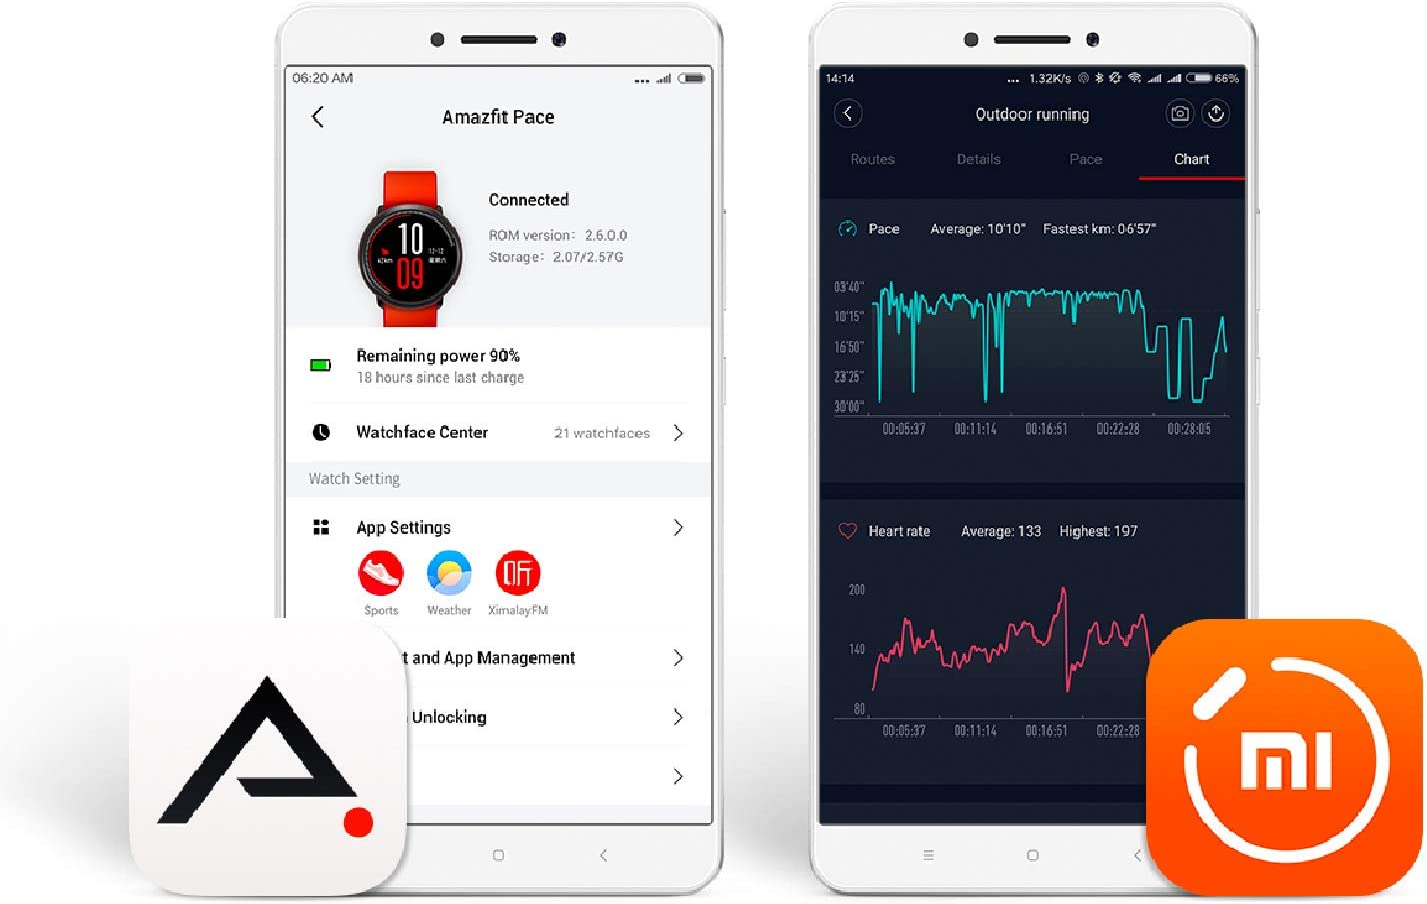 06:20 AM
Amazfit Pace
Connected
ROM version: 2.6.0.0
Storage: 2.07/2.57G
10
09
Remaining power 90%
18 hours since last charge
Watchface Center 21 watchfaces
Watch Setting
App Settings
Sports Weather Ximalay.FM
听
t and App Management
Unlocking
14:14 ... 1.32K/s 66%
Outdoor running
Routes Details Pace Chart
Pace Average: 10'10" Fastest km: 06'57"
03'40"
10'15"
16'50"
23'25"
30'00"
00:05:37 00:11:14 00:16:51 00:22:28 00:28:05
Heart rate Average: 133 Highest: 197
200
140
80
00:05:37 00:11:14 00:16:51 00:22:28
mi